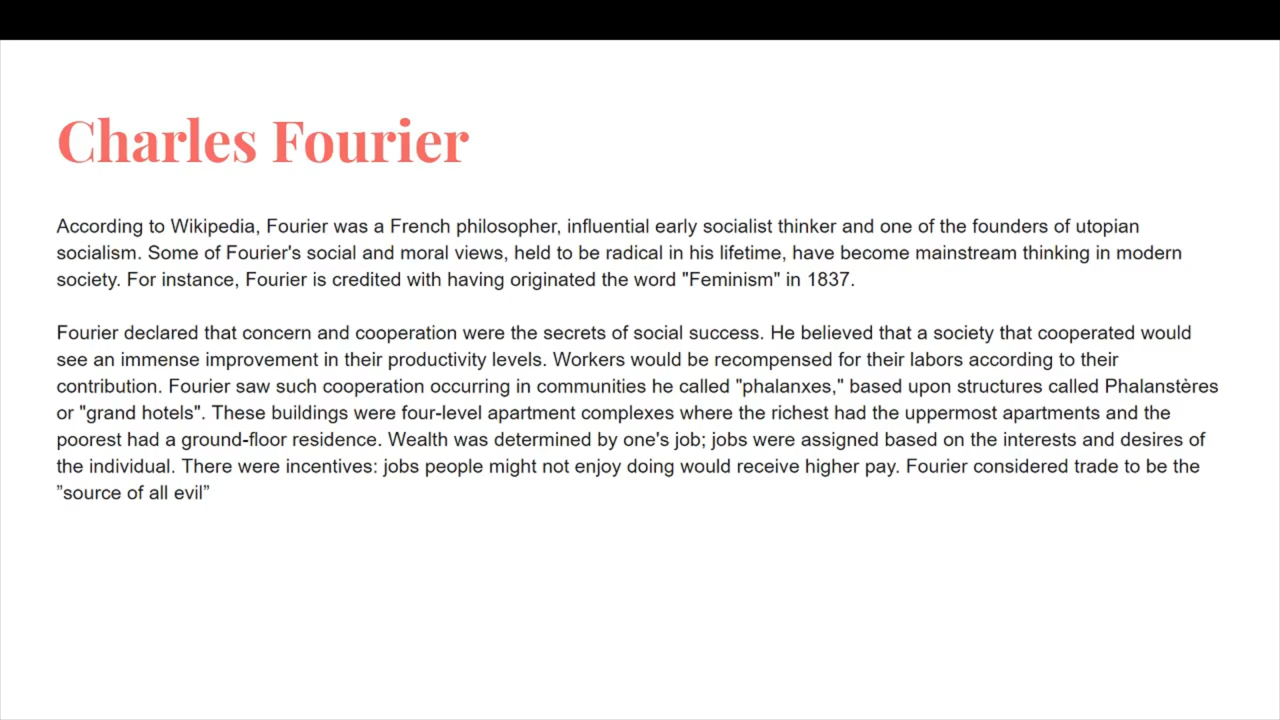 Charles Fourier
According to Wikipedia, Fourier was a French philosopher, influential early socialist thinker and one of the founders of utopian
socialism. Some of Fourier's social and moral views, held to be radical in his lifetime, have become mainstream thinking in modern
society. For instance, Fourier is credited with having originated the word "Feminism" in 1837.
Fourier declared that concern and cooperation were the secrets of social success. He believed that a society that cooperated would
see an immense improvement in their productivity levels. Workers would be recompensed for their labors according to their
contribution. Fourier saw such cooperation occurring in communities he called "phalanxes," based upon structures called Phalanstères
or "grand hotels". These buildings were four-level apartment complexes where the richest had the uppermost apartments and the
poorest had a ground-floor residence. Wealth was determined by one's job; jobs were assigned based on the interests and desires of
the individual. There were incentives: jobs people might not enjoy doing would receive higher pay. Fourier considered trade to be the
”source of all evil”